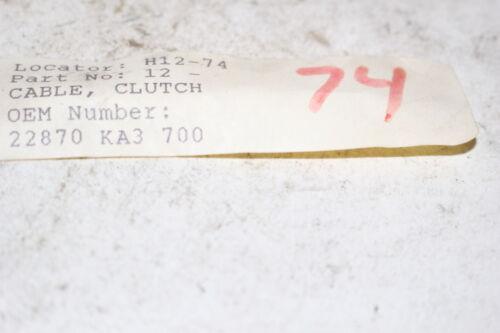 Locator: H12-74
Part No: 12 -
CABLE, CLUTCH
OEM Number:
22870 KA3 700
74